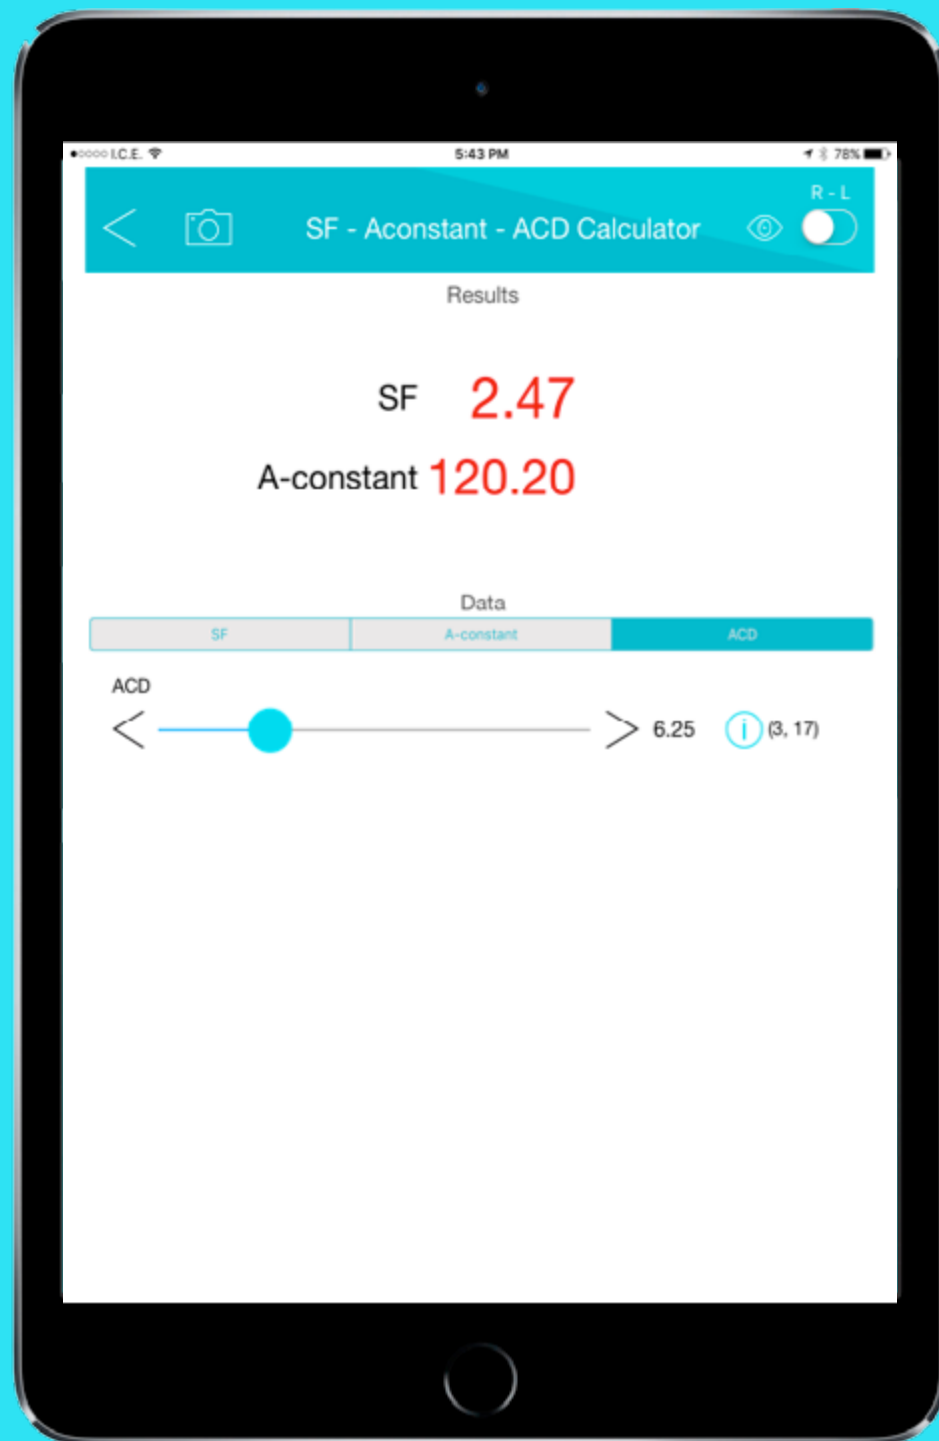 I.C.E. 5:43 PM 78%
R - L
SF - Aconstant - ACD Calculator
Results
SF 2.47
A-constant 120.20
Data
SF A-constant ACD
ACD
6.25 i (3, 17)